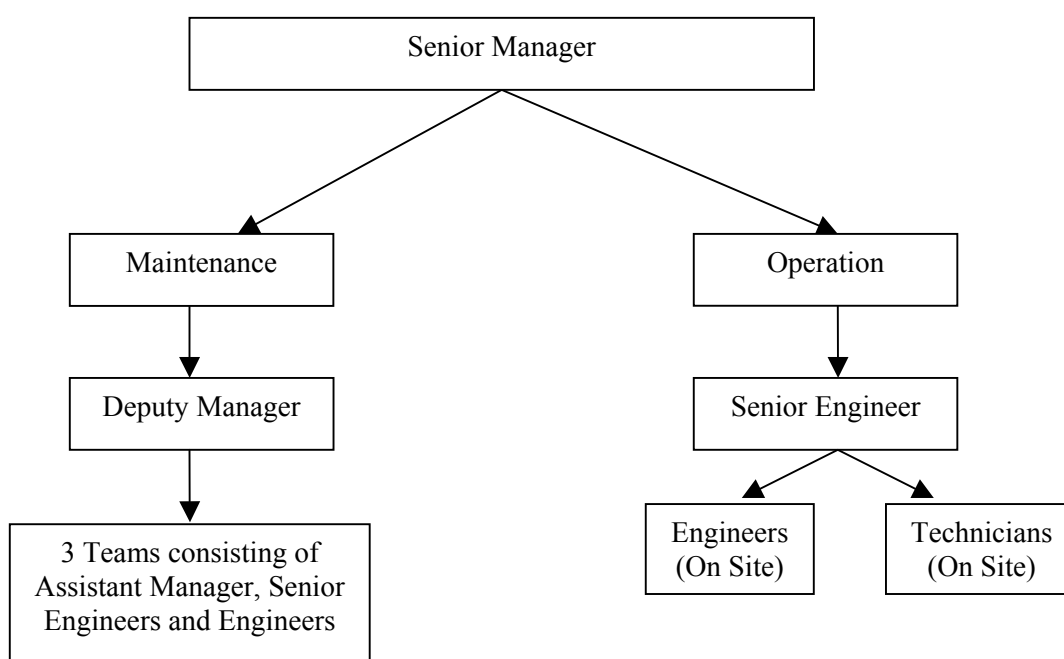 Senior Manager
Maintenance
Operation
Deputy Manager
Senior Engineer
3 Teams consisting of
Assistant Manager, Senior
Engineers and Engineers
Engineers
(On Site)
Technicians
(On Site)